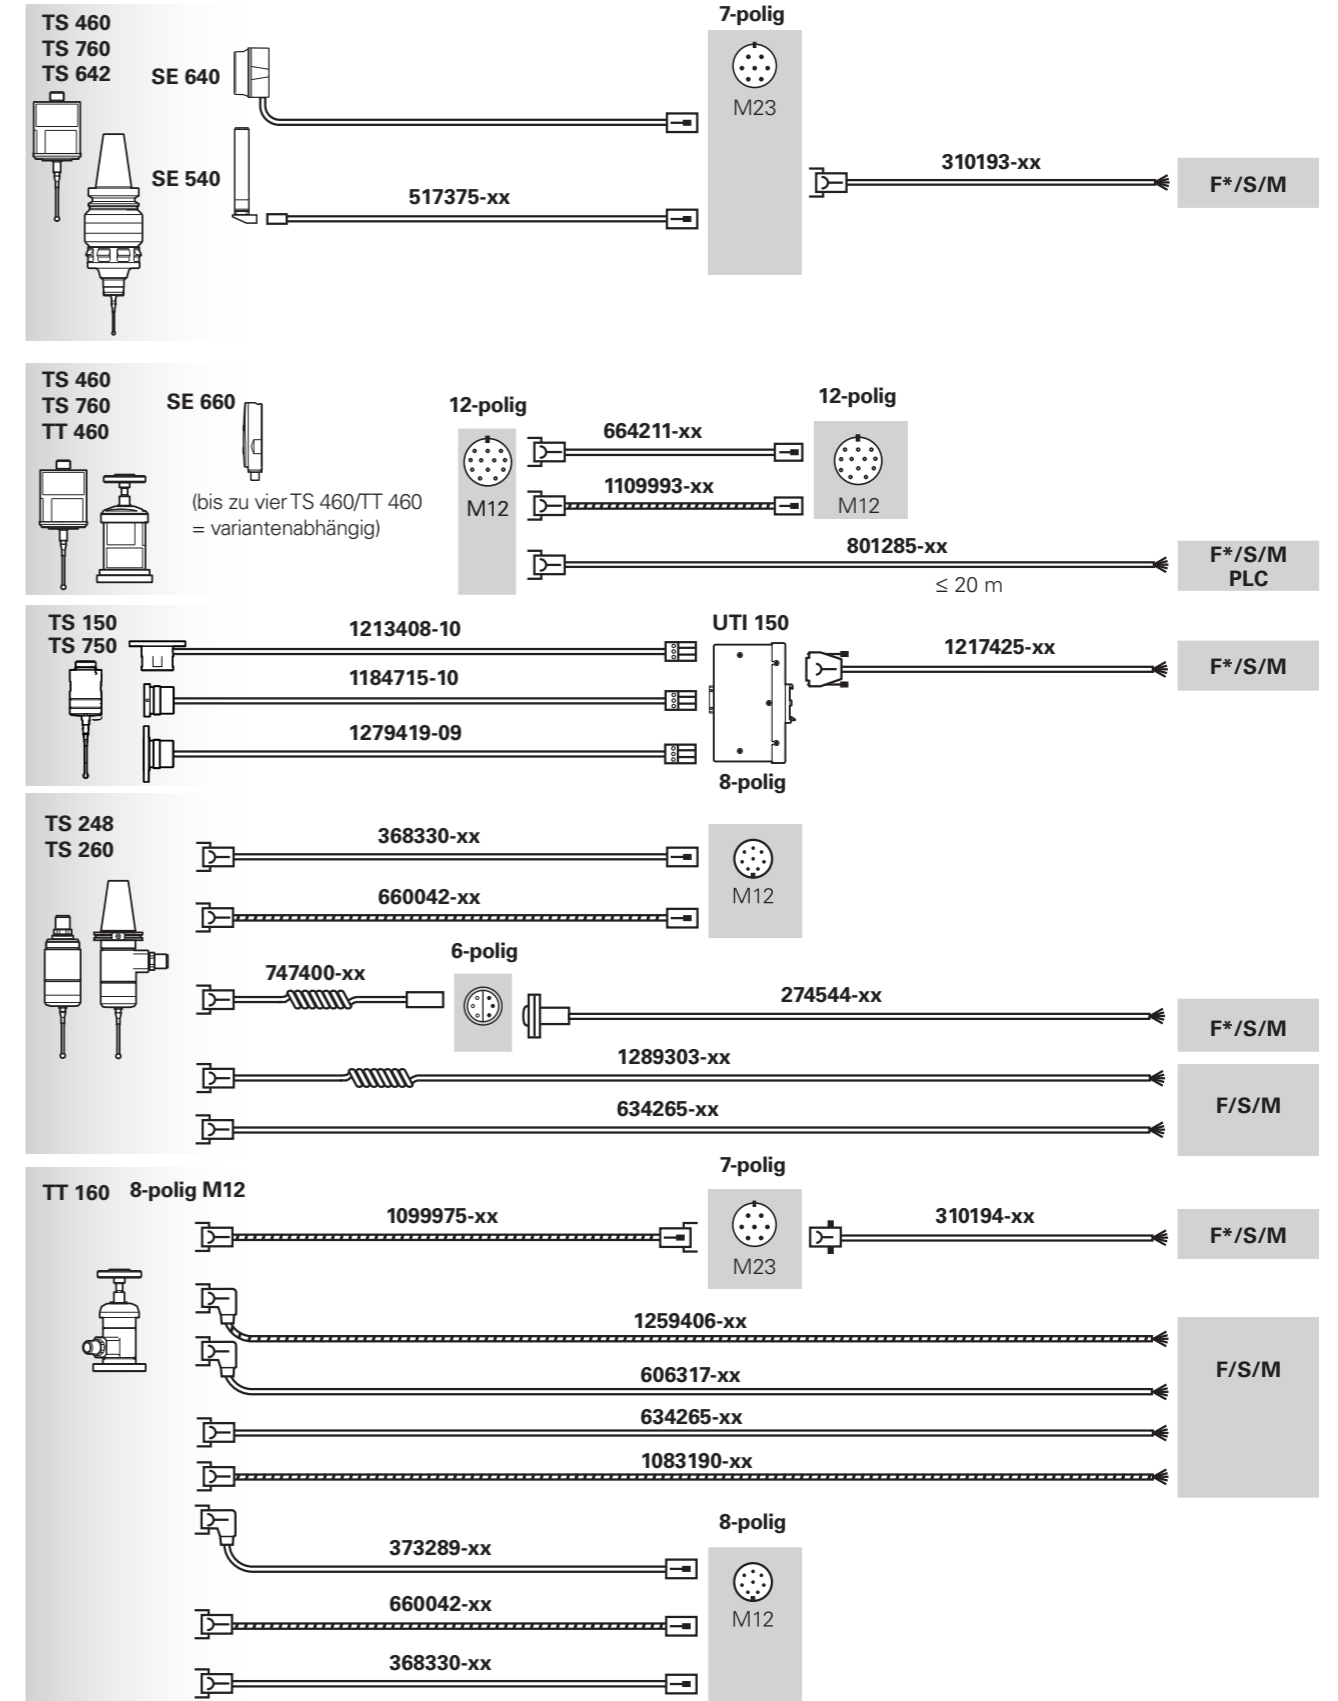 TS 460
TS 760
TS 642
SE 640
SE 540
517375-xx
7-polig
M23
310193-xx
F*/S/M
TS 460
TS 760
TT 460
SE 660
(bis zu vier TS 460/TT 460
= variantenabhängig)
12-polig
M12
664211-xx
1109993-xx
12-polig
M12
801285-xx
≤ 20 m
F*/S/M
PLC
TS 150
TS 750
1213408-10
1184715-10
1279419-09
UTI 150
1217425-xx
F*/S/M
8-polig
TS 248
TS 260
368330-xx
660042-xx
M12
747400-xx
6-polig
274544-xx
F*/S/M
1289303-xx
634265-xx
F/S/M
TT 160
8-polig M12
1099975-xx
7-polig
M23
310194-xx
F*/S/M
1259406-xx
606317-xx
634265-xx
1083190-xx
F/S/M
373289-xx
660042-xx
368330-xx
8-polig
M12